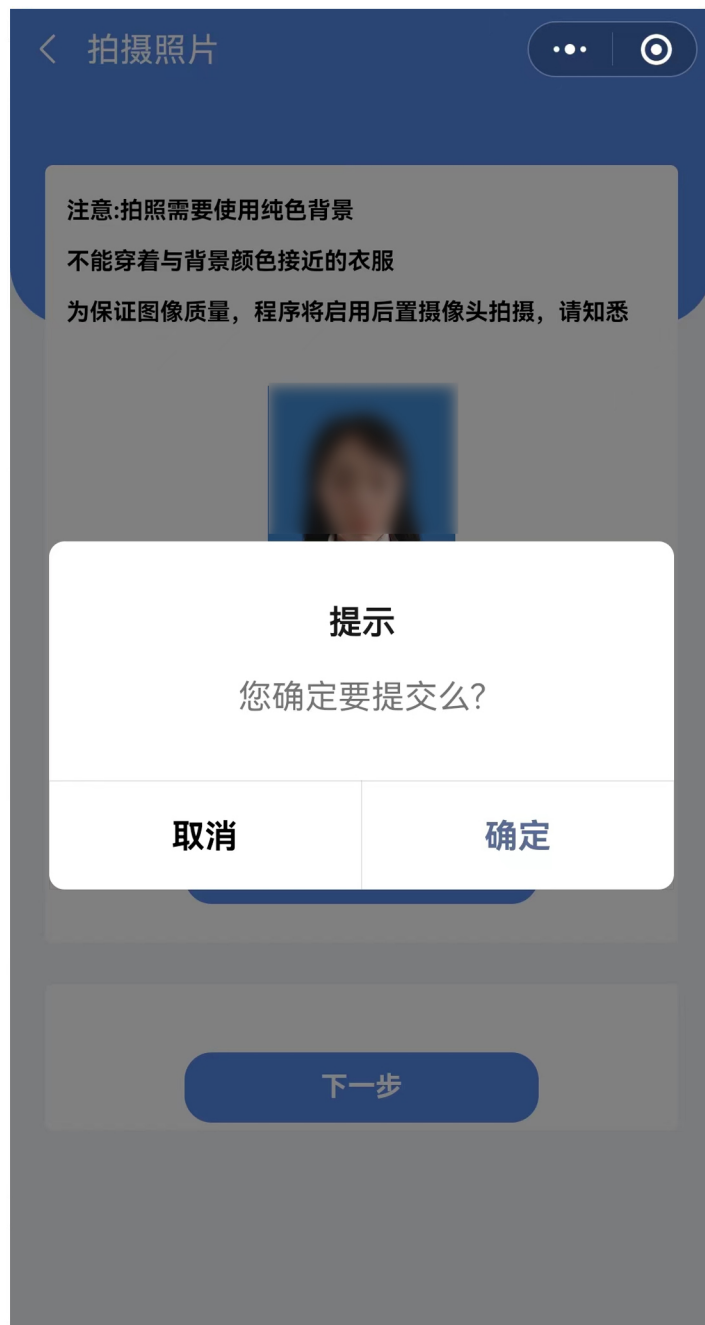 拍摄照片
注意:拍照需要使用纯色背景
不能穿着与背景颜色接近的衣服
为保证图像质量，程序将启用后置摄像头拍摄，请知悉
提示
您确定要提交么?
取消
确定
下一步